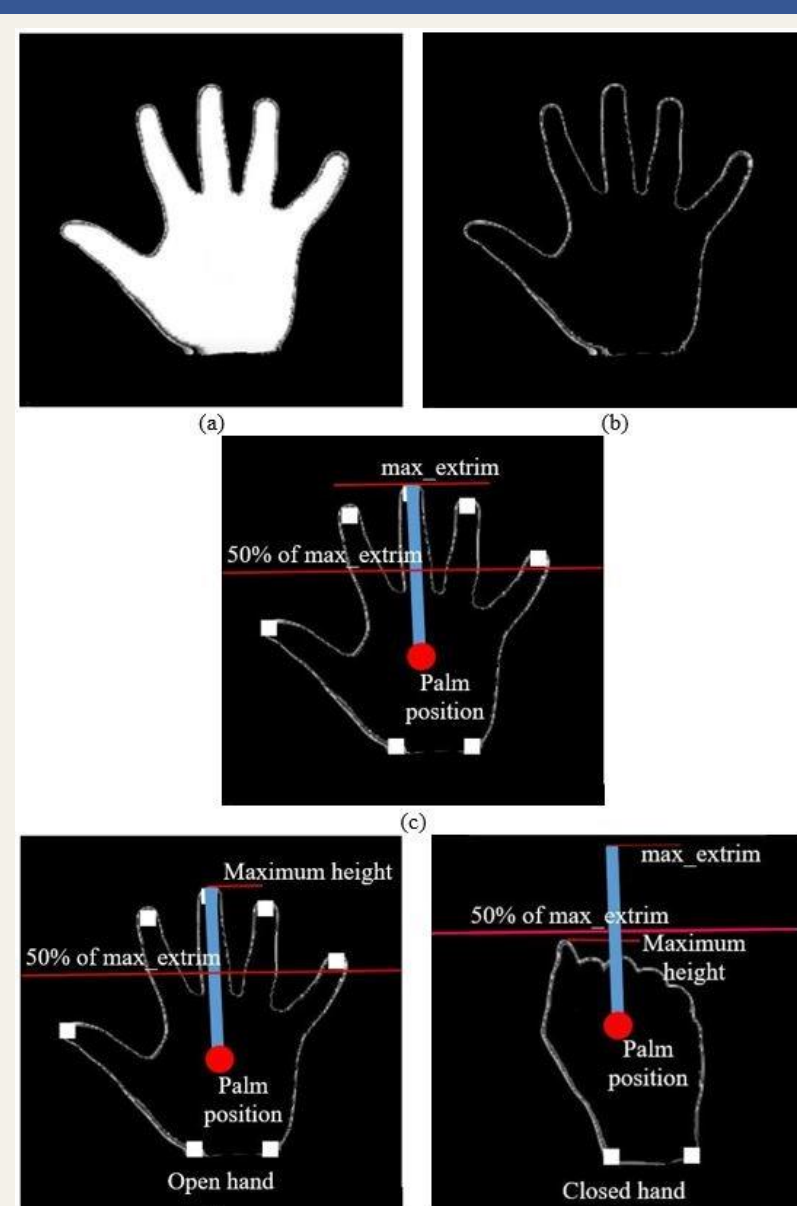 (a)
(b)
max_extrim
50% of max_extrim
Palm
position
(c)
Maximum height
50% of max_extrim
Palm
position
Open hand
max_extrim
50% of max_extrim
Maximum
height
Palm
position
Closed hand